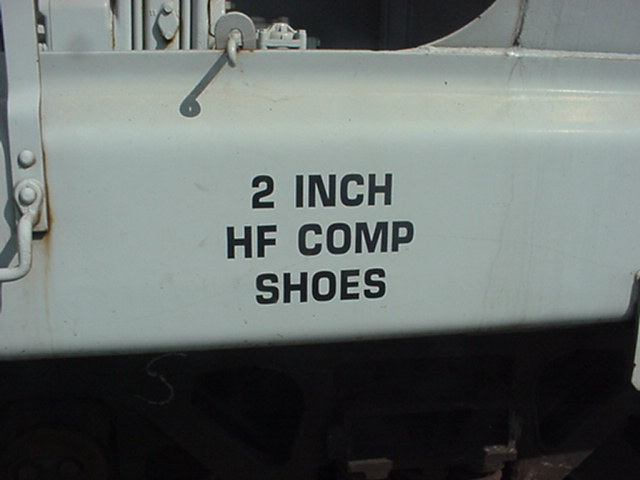 2 INCH
HF COMP
SHOES
S